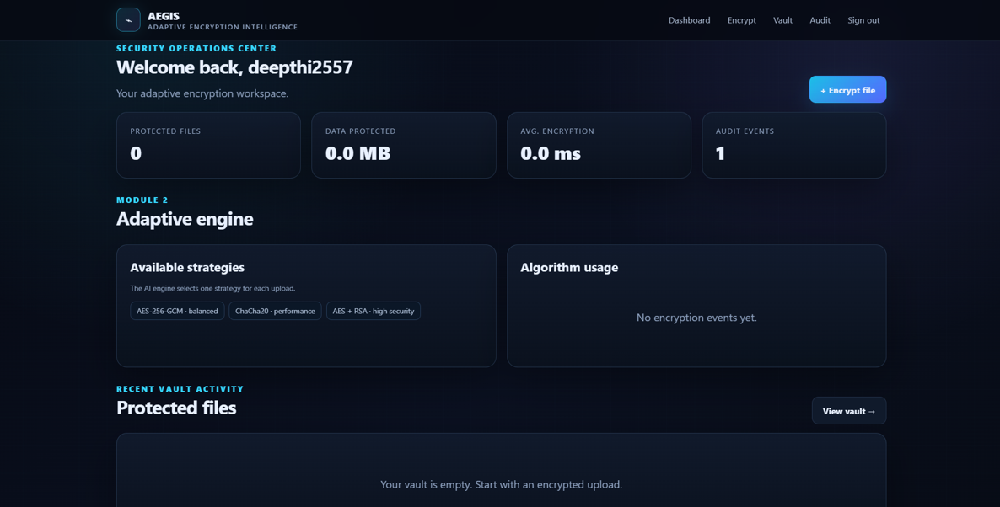 AEGIS
ADAPTIVE ENCRYPTION INTELLIGENCE
Dashboard Encrypt Vault Audit Sign out
SECURITY OPERATIONS CENTER
Welcome back, deepthi2557
Your adaptive encryption workspace.
+ Encrypt file
PROTECTED FILES
0
DATA PROTECTED
0.0 MB
AVG. ENCRYPTION
0.0 ms
AUDIT EVENTS
1
MODULE 2
Adaptive engine
Available strategies
The AI engine selects one strategy for each upload.
AES-256-GCM · balanced ChaCha20 · performance AES + RSA · high security
Algorithm usage
No encryption events yet.
RECENT VAULT ACTIVITY
Protected files
View vault →
Your vault is empty. Start with an encrypted upload.